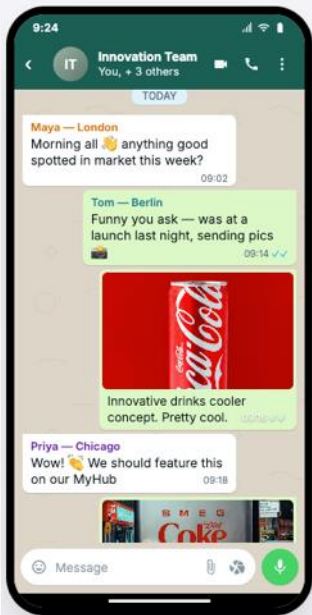 9:24
IT
Innovation Team
You, + 3 others
TODAY
Maya — London
Morning all 👋 anything good
spotted in market this week?
09:02
Tom — Berlin
Funny you ask — was at a
launch last night, sending pics
📸
09:14
Coca-Cola
Innovative drinks cooler
concept. Pretty cool.
Priya — Chicago
Wow! 👏 We should feature this
on our MyHub
09:18
SMEG
Diet
Coke
Message